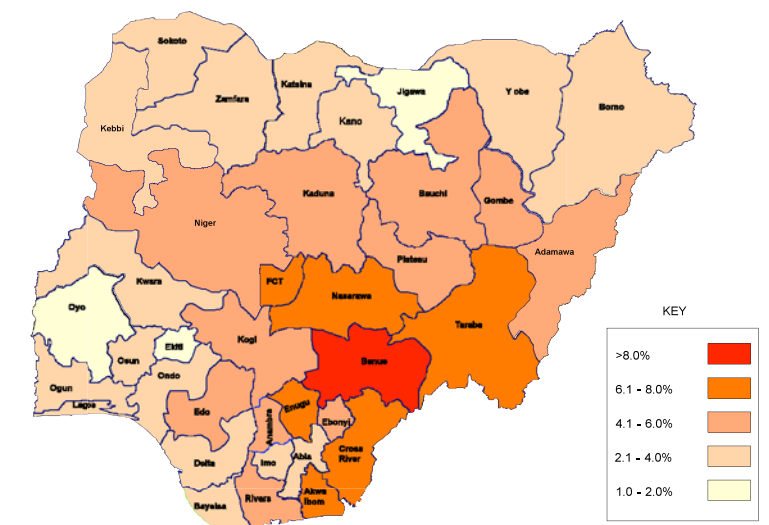 Sokoto
Katsina
Zamfara
Jigawa
Yobe
Borno
Kebbi
Kano
Kaduna
Bauchi
Gombe
Niger
Adamawa
Plateau
FCT
Kwara
Nasarawa
Oyo
Taraba
Kogi
Ekiti
Osun
Benue
Ondo
Ogun
Lagos
Edo
Enugu
Anambra
Ebonyi
Cross
River
Delta
Imo
Abia
Bayelsa
Rivers
Akwa
Ibom
KEY
>8.0%
6.1 - 8.0%
4.1 - 6.0%
2.1 - 4.0%
1.0 - 2.0%